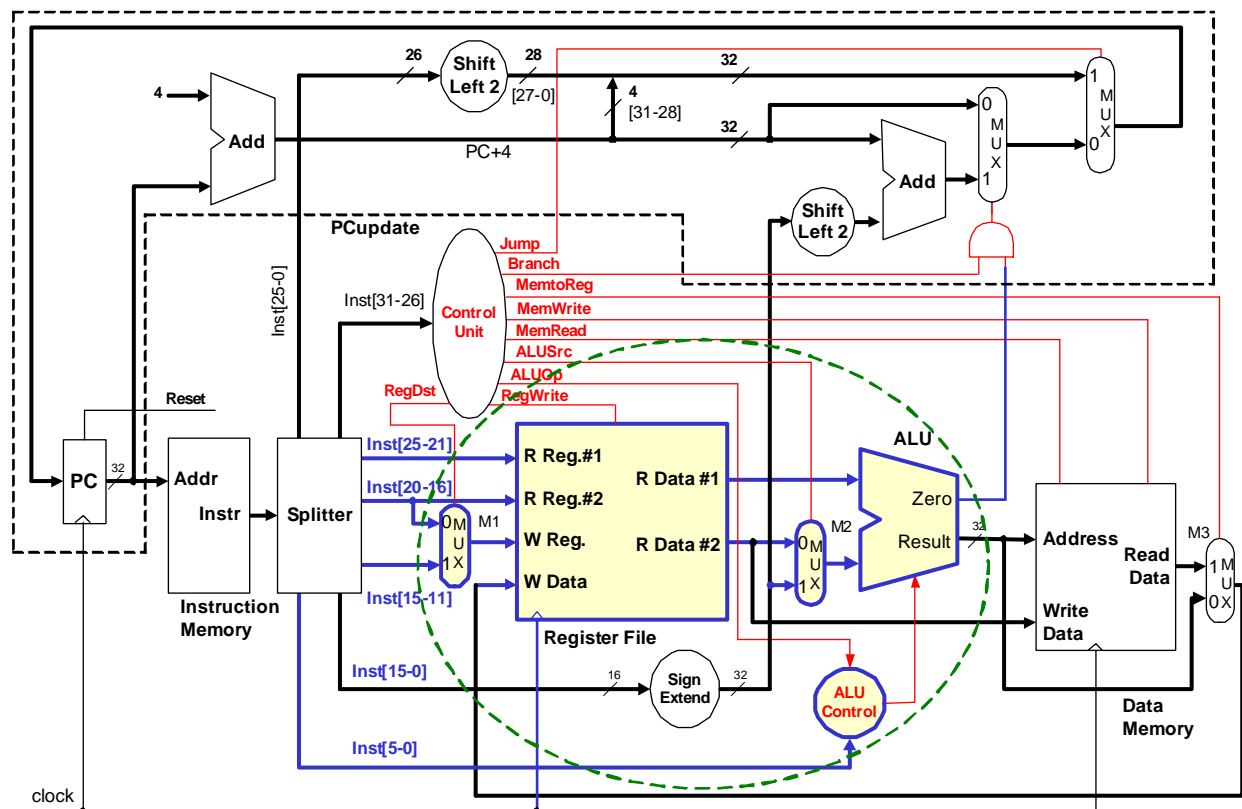 26
Shift
Left 2
28
[27-0]
32
1
M
U
X
0
4
4
[31-28]
Add
PC+4
32
0
M
U
X
1
Add
Shift
Left 2
PCupdate
Inst[25-0]
Jump
Branch
MemtoReg
MemWrite
MemRead
ALUSrc
ALUOp
RegWrite
RegDst
Inst[31-26]
Control
Unit
Reset
PC
32
Addr
Instr
Instruction
Memory
Splitter
Inst[25-21]
Inst[20-16]
Inst[15-11]
0
M
U
1
X
M1
R Reg.#1
R Reg.#2
W Reg.
W Data
R Data #1
R Data #2
Register File
0
M
U
1
X
M2
ALU
Zero
Result
32
Address
Read
Data
Write
Data
Data
Memory
M3
1
M
U
0
X
Inst[15-0]
16
Sign
Extend
32
ALU
Control
Inst[5-0]
clock